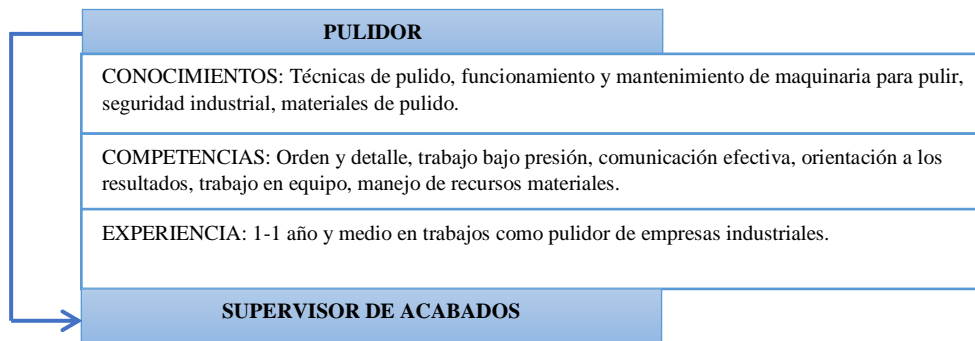 PULIDOR
CONOCIMIENTOS: Técnicas de pulido, funcionamiento y mantenimiento de maquinaria para pulir,
seguridad industrial, materiales de pulido.
COMPETENCIAS: Orden y detalle, trabajo bajo presión, comunicación efectiva, orientación a los
resultados, trabajo en equipo, manejo de recursos materiales.
EXPERIENCIA: 1-1 año y medio en trabajos como pulidor de empresas industriales.
SUPERVISOR DE ACABADOS